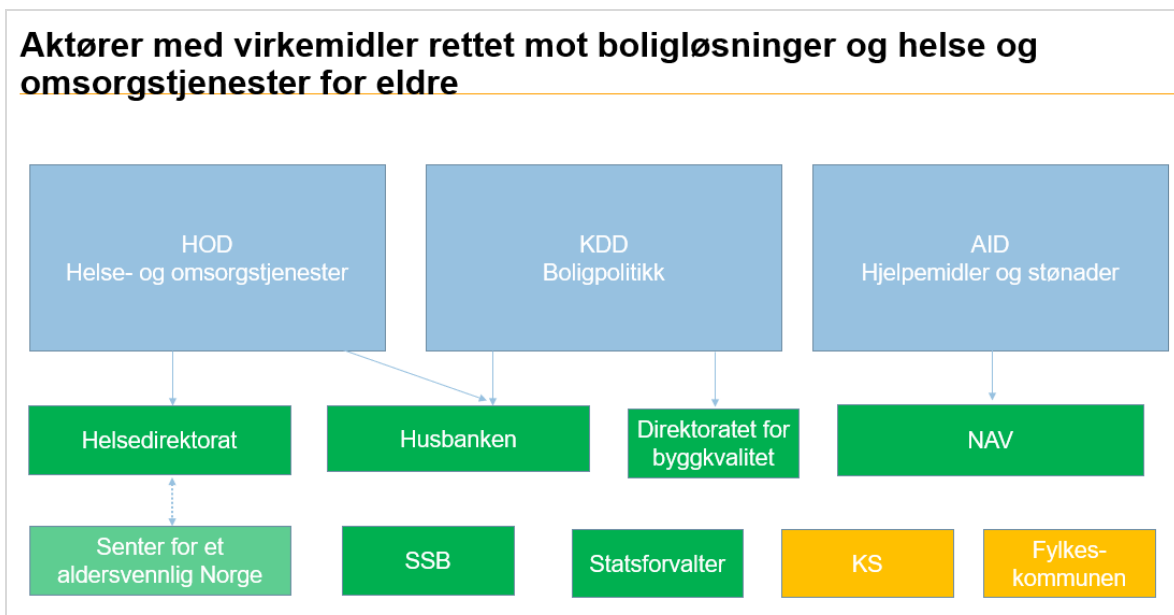 Aktører med virkemidler rettet mot boligløsninger og helse og
omsorgstjenester for eldre
HOD
Helse- og omsorgstjenester
KDD
Boligpolitikk
AID
Hjelpemidler og stønader
Helsedirektorat
Husbanken
Direktoratet for
byggkvalitet
NAV
Senter for et
aldersvennlig Norge
SSB
Statsforvalter
KS
Fylkes-
kommunen